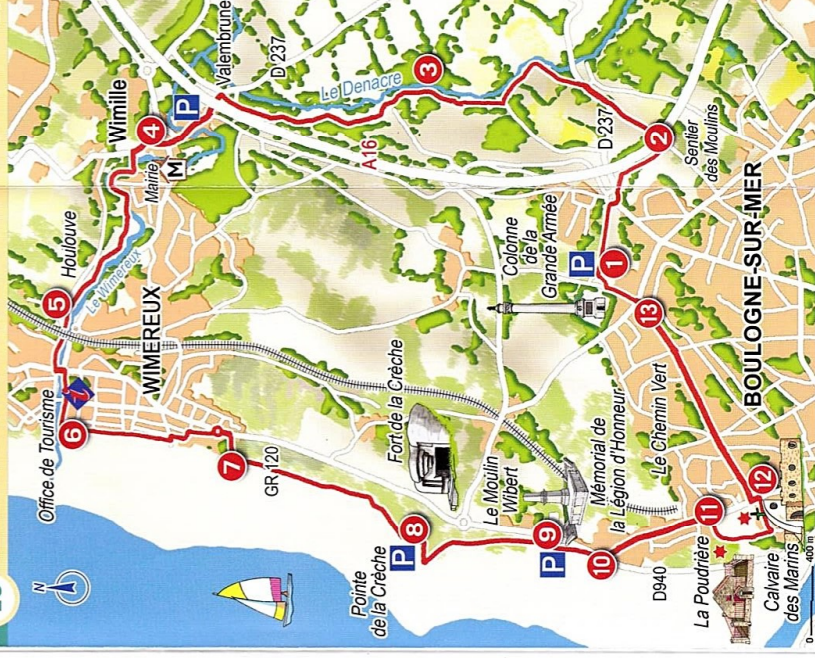 N
Office de Tourisme
i
Houlouve
Le Wimereux
WIMEREUX
Wimille
Mairie
M
P
Valembrune
D 237
A16
Le Denacre
D 237
Sentier
des Moulins
Colonne
de la
Grande Armée
P
BOULOGNE-SUR-MER
Le Chemin Vert
Fort de la Crèche
GR 120
Pointe
de la Crèche
P
Le Moulin
Wibert
P
Mémorial de
la Légion d'Honneur
D940
La Poudrière
Calvaire
des Marins
1
2
3
4
5
6
7
8
9
10
11
12
13
0 400 m